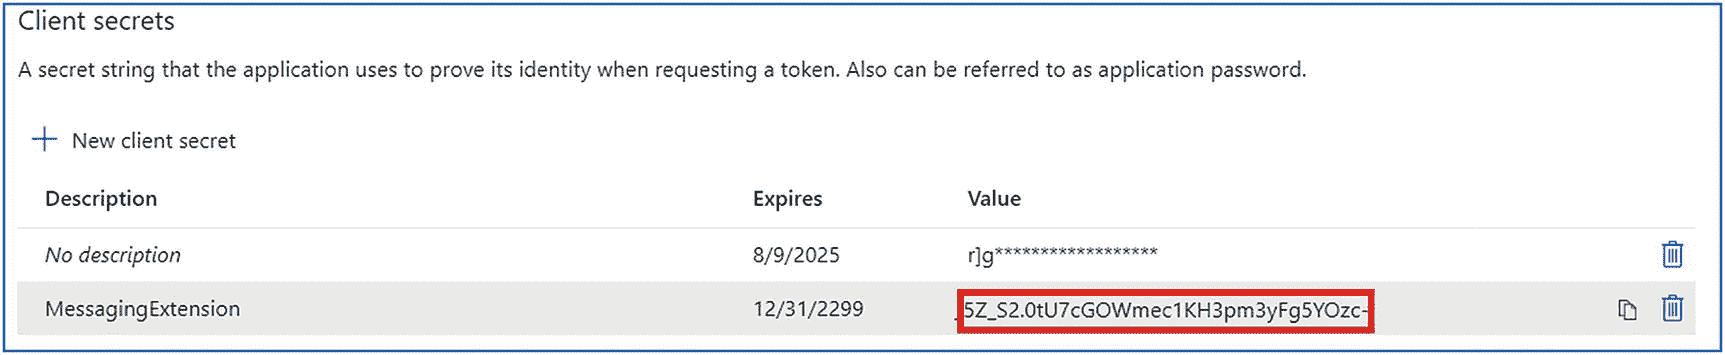 Client secrets
A secret string that the application uses to prove its identity when requesting a token. Also can be referred to as application password.
New client secret
Description Expires Value
No description 8/9/2025 r]g******************
MessagingExtension 12/31/2299 _5Z_S2.0tU7cGOWmec1KH3pm3yFg5YOzc-